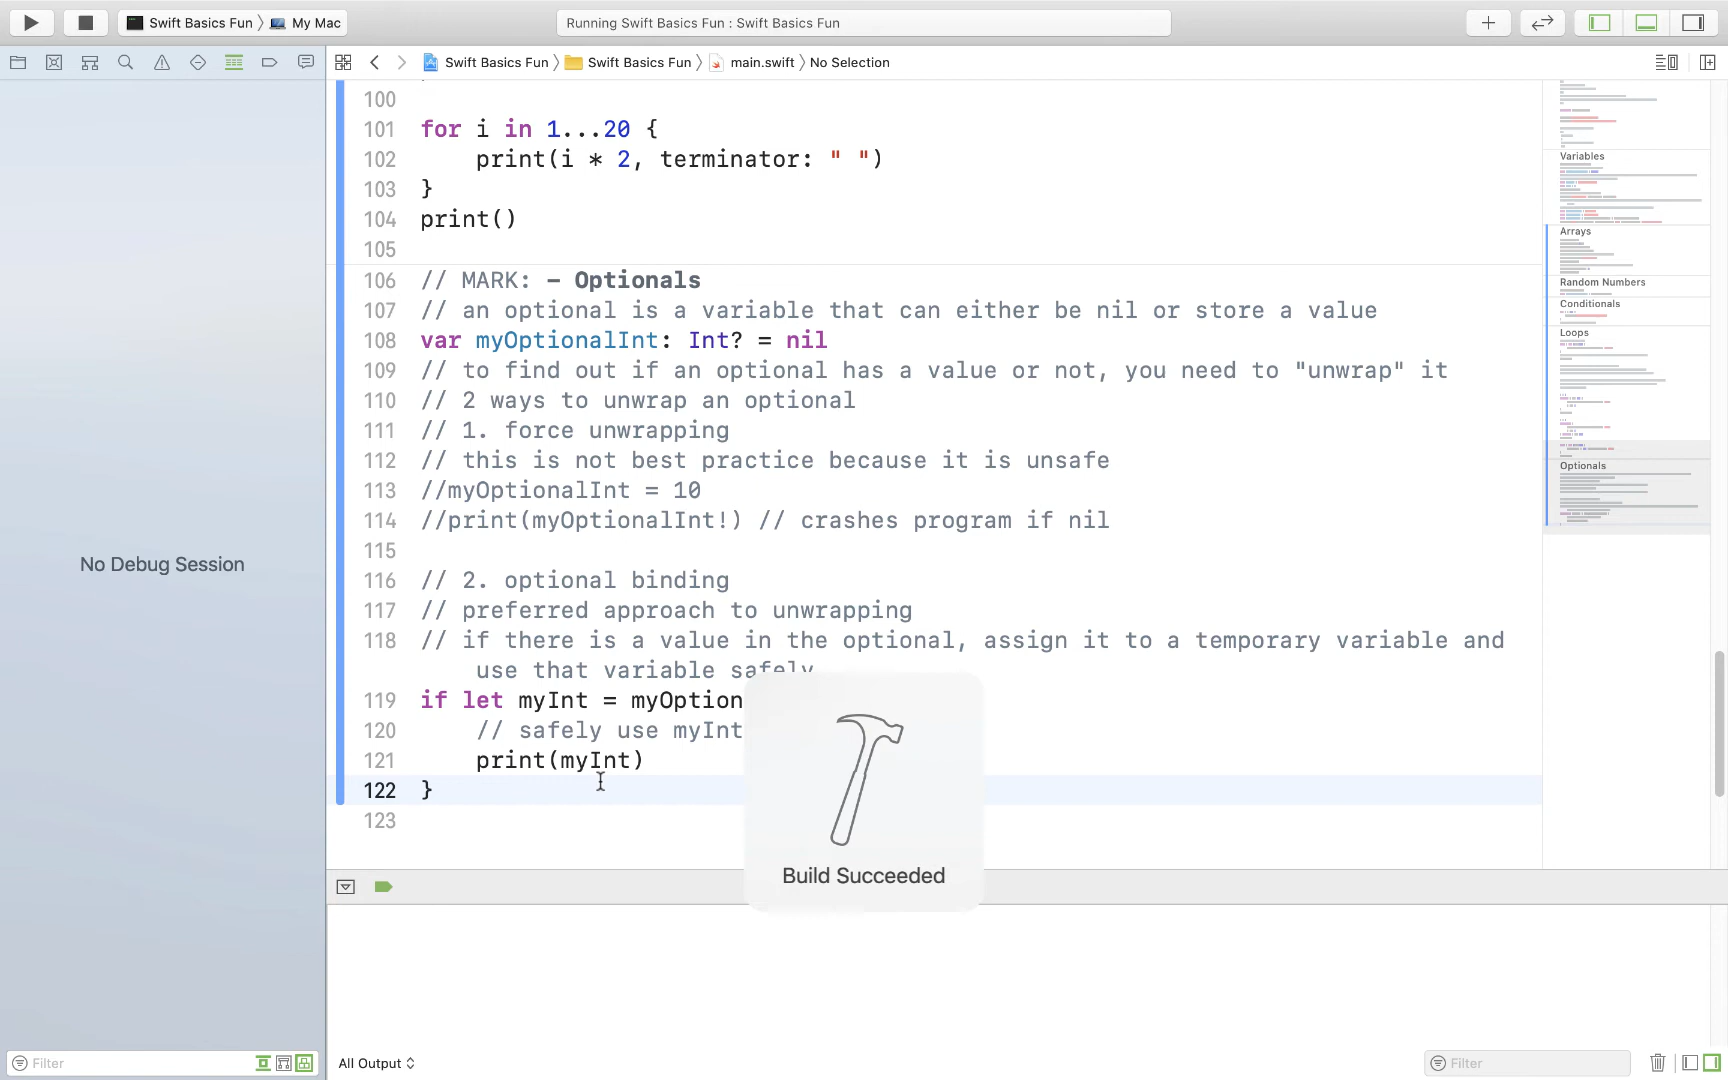 Swift Basics Fun 〉 My Mac
Running Swift Basics Fun : Swift Basics Fun
Swift Basics Fun 〉 Swift Basics Fun 〉 main.swift 〉 No Selection
100
101 for i in 1...20 {
102 print(i * 2, terminator: " ")
103 }
104 print()
105
106 // MARK: - Optionals
107 // an optional is a variable that can either be nil or store a value
108 var myOptionalInt: Int? = nil
109 // to find out if an optional has a value or not, you need to "unwrap" it
110 // 2 ways to unwrap an optional
111 // 1. force unwrapping
112 // this is not best practice because it is unsafe
113 //myOptionalInt = 10
114 //print(myOptionalInt!) // crashes program if nil
115
116 // 2. optional binding
117 // preferred approach to unwrapping
118 // if there is a value in the optional, assign it to a temporary variable and
use that variable safely
119 if let myInt = myOption
120 // safely use myInt
121 print(myInt)
122 }
123
Variables
Arrays
Random Numbers
Conditionals
Loops
Optionals
No Debug Session
Build Succeeded
Filter
All Output
Filter